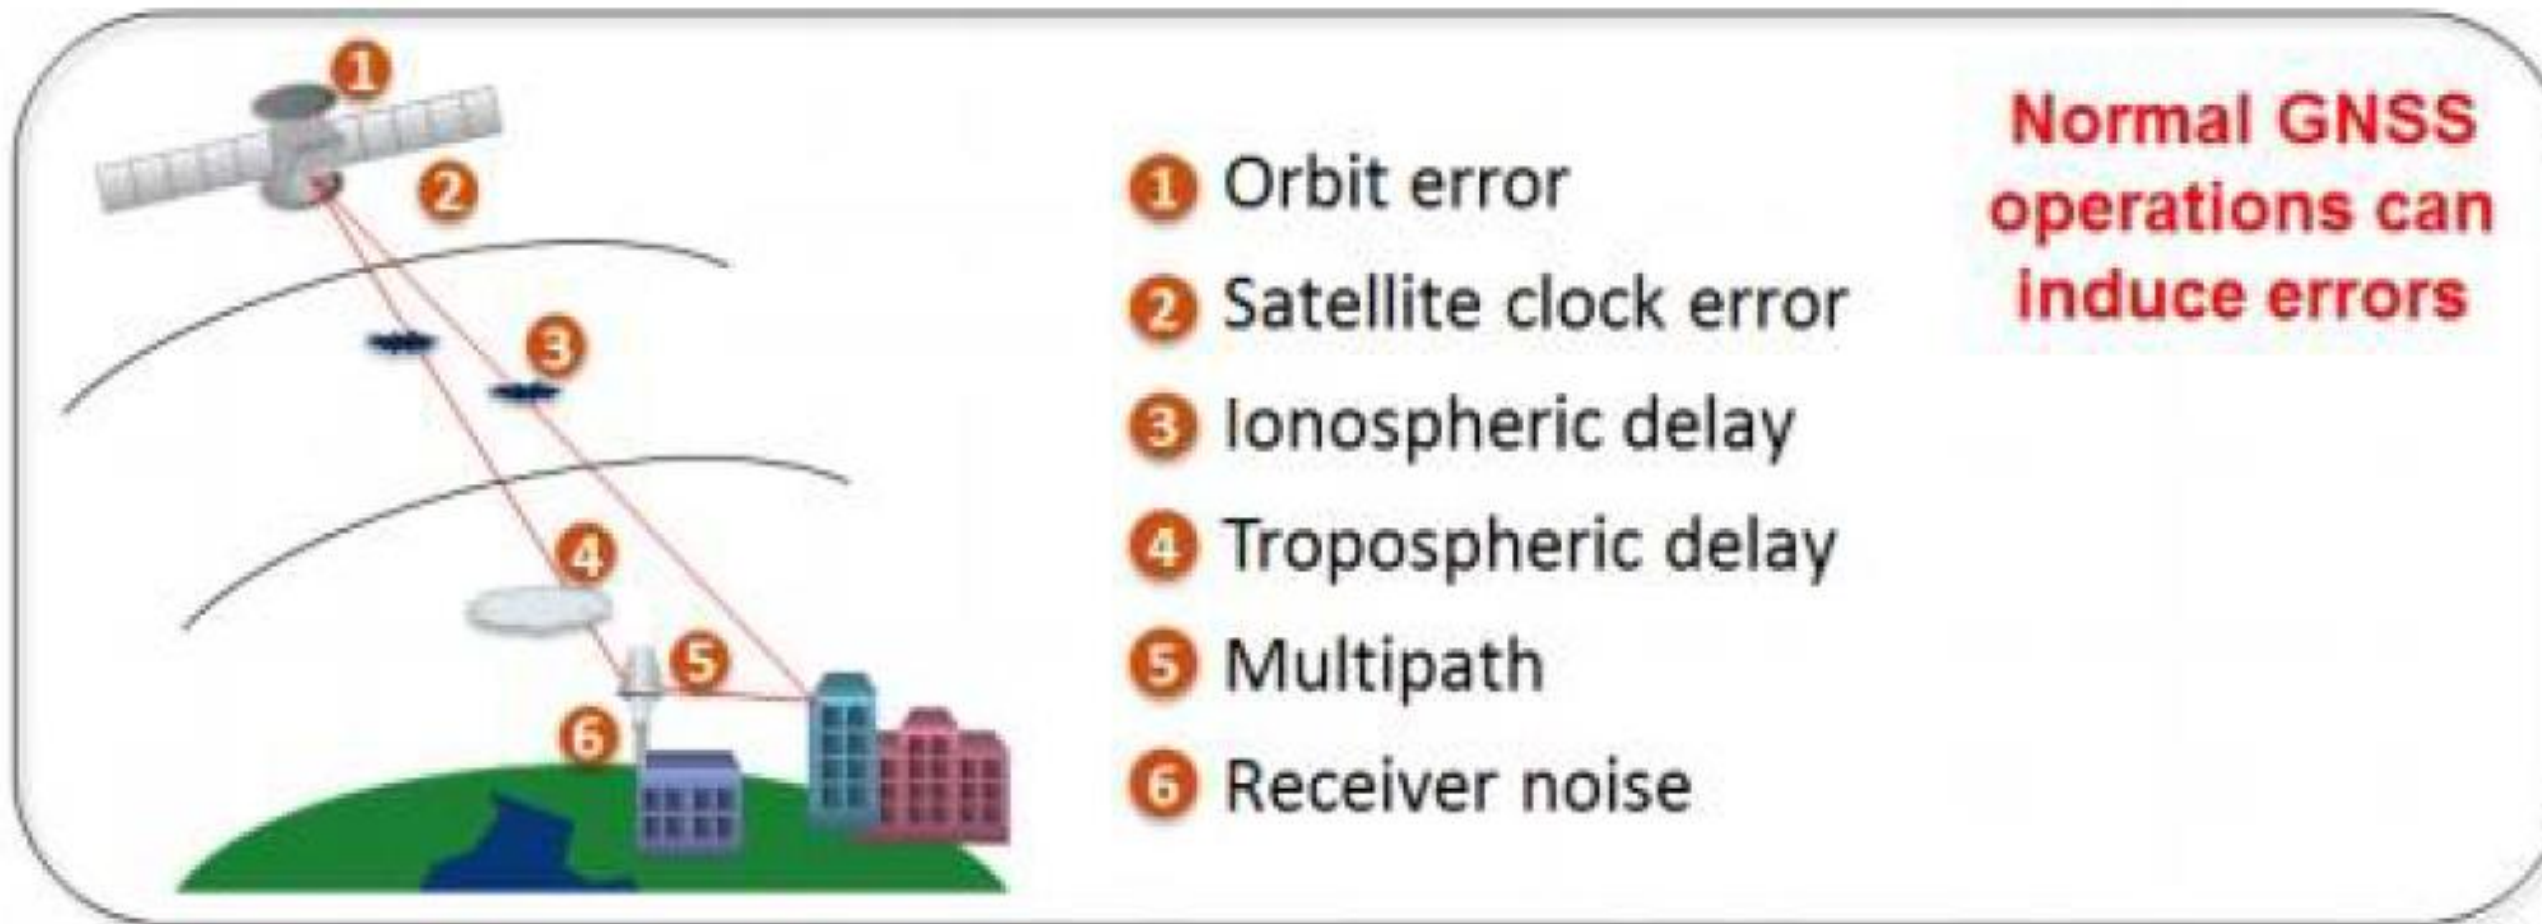 1
2
3
4
5
6
1 Orbit error
2 Satellite clock error
3 Ionospheric delay
4 Tropospheric delay
5 Multipath
6 Receiver noise
Normal GNSS
operations can
induce errors